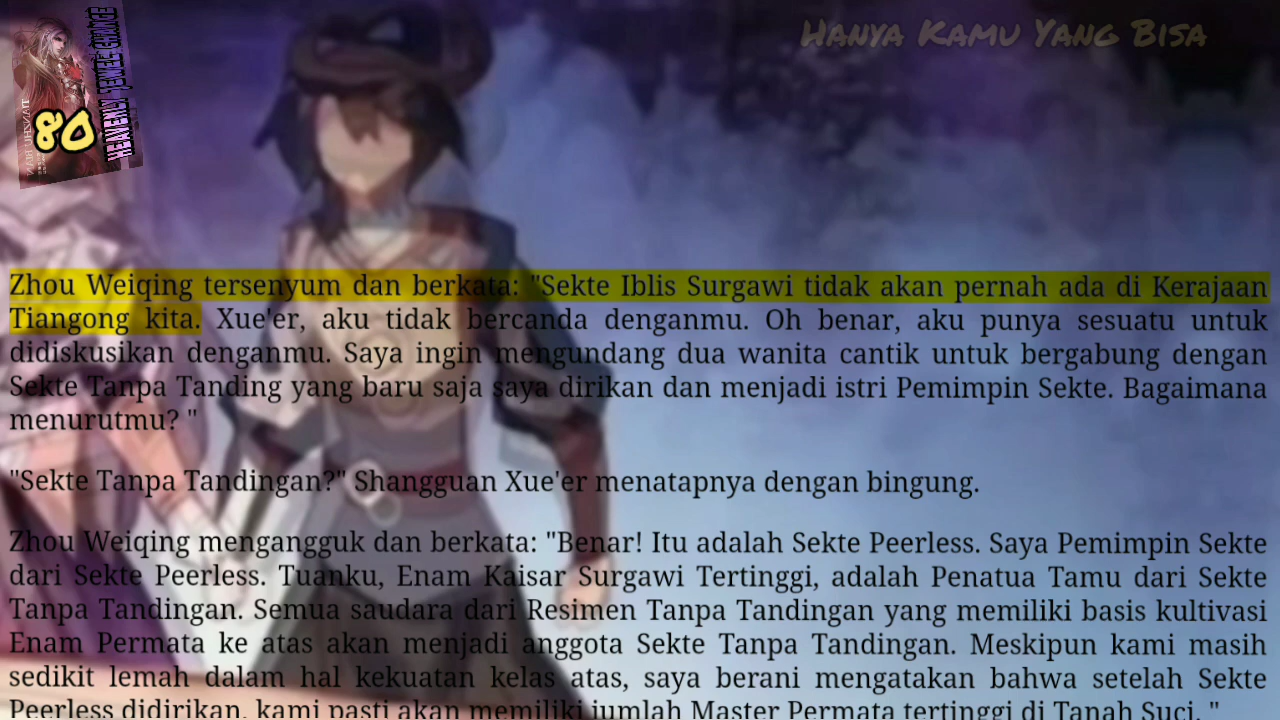 Hanya Kamu Yang Bisa
HEAVENLY JEWEL CHANGE
80
Zhou Weiqing tersenyum dan berkata: "Sekte Iblis Surgawi tidak akan pernah ada di Kerajaan
Tiangong kita. Xue'er, aku tidak bercanda denganmu. Oh benar, aku punya sesuatu untuk
didiskusikan denganmu. Saya ingin mengundang dua wanita cantik untuk bergabung dengan
Sekte Tanpa Tanding yang baru saja saya dirikan dan menjadi istri Pemimpin Sekte. Bagaimana
menurutmu? "
"Sekte Tanpa Tandingan?" Shangguan Xue'er menatapnya dengan bingung.
Zhou Weiqing mengangguk dan berkata: "Benar! Itu adalah Sekte Peerless. Saya Pemimpin Sekte
dari Sekte Peerless. Tuanku, Enam Kaisar Surgawi Tertinggi, adalah Penatua Tamu dari Sekte
Tanpa Tandingan. Semua saudara dari Resimen Tanpa Tandingan yang memiliki basis kultivasi
Enam Permata ke atas akan menjadi anggota Sekte Tanpa Tandingan. Meskipun kami masih
sedikit lemah dalam hal kekuatan kelas atas, saya berani mengatakan bahwa setelah Sekte
Peerless didirikan, kami pasti akan memiliki jumlah Master Permata tertinggi di Tanah Suci. "